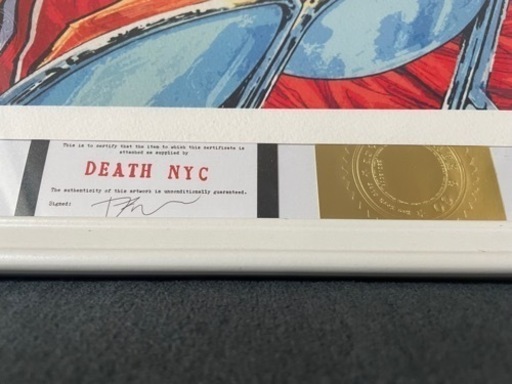 This is to certify that the item to which this certificate is
attached as supplied by
DEATH NYC
The authenticity of this artwork is unconditionally guaranteed.
Signed: